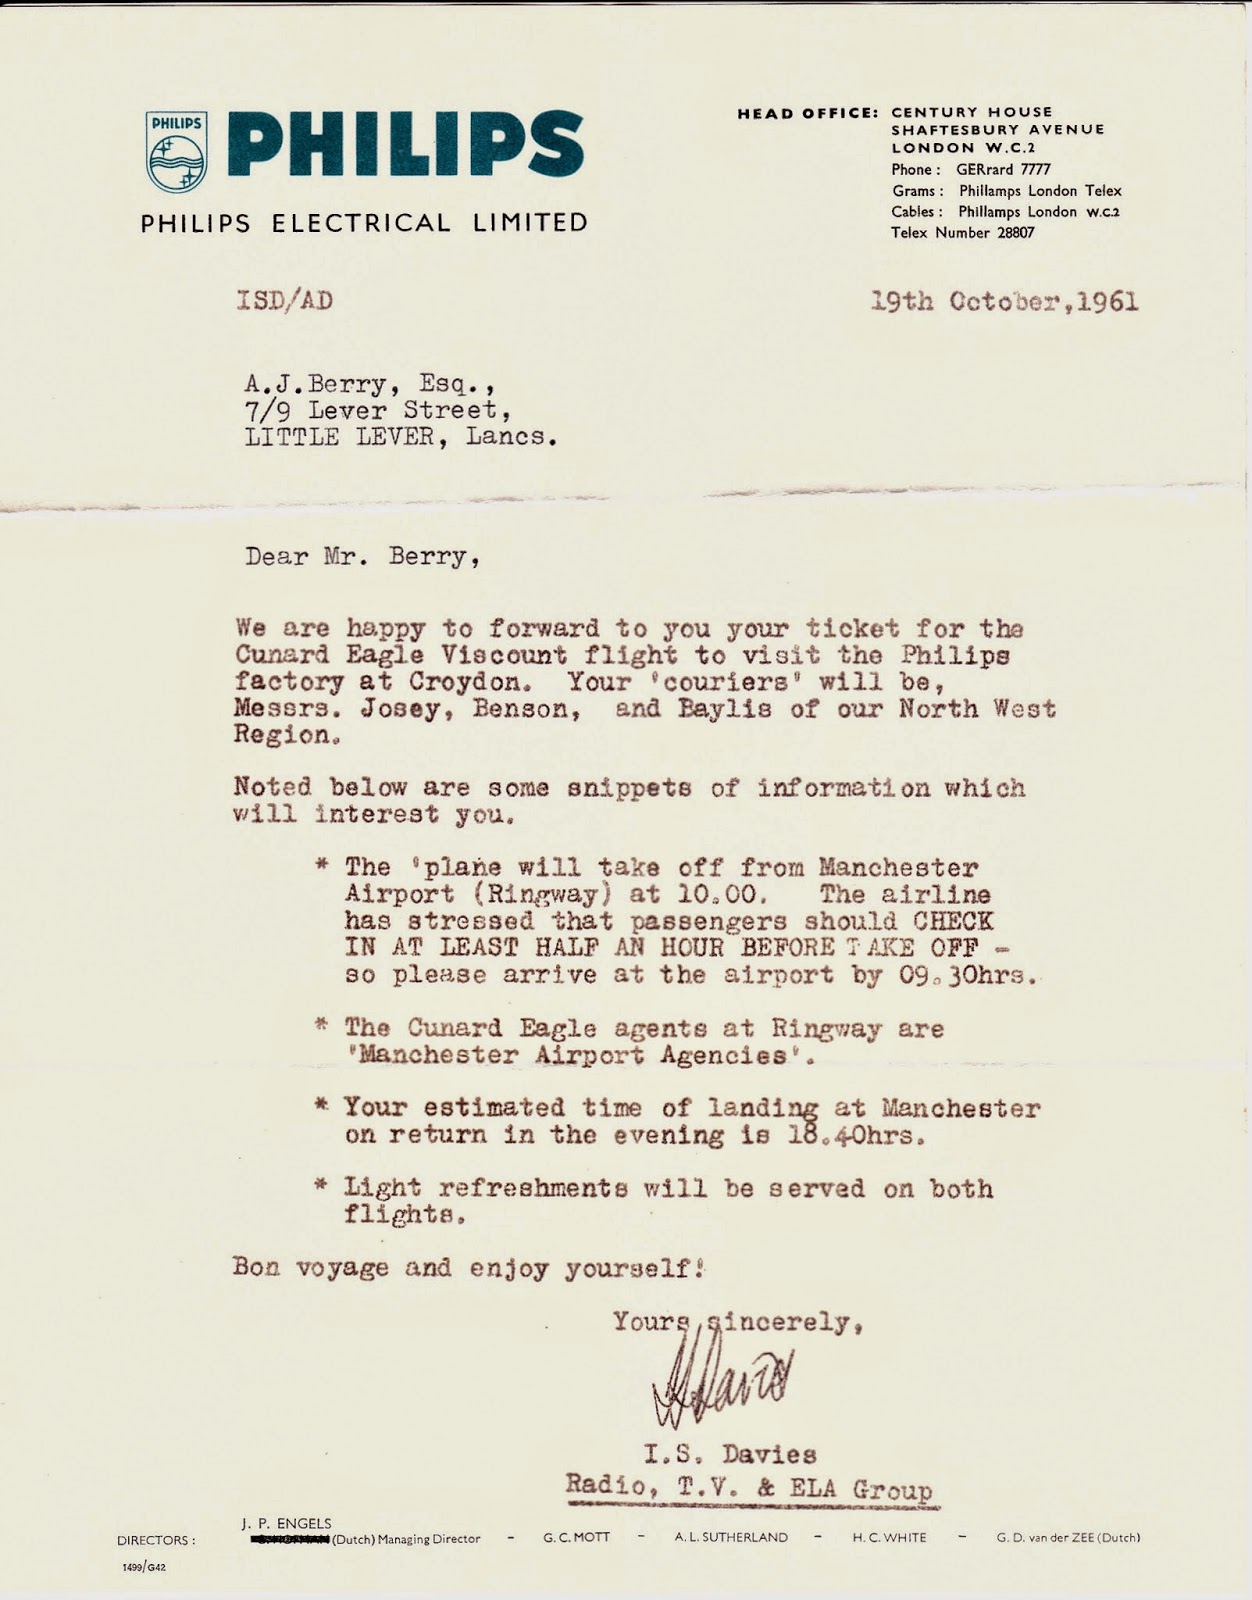 PHILIPS
PHILIPS
PHILIPS ELECTRICAL LIMITED
HEAD OFFICE: CENTURY HOUSE
SHAFTESBURY AVENUE
LONDON W.C.2
Phone : GERrard 7777
Grams : Phillamps London Telex
Cables : Phillamps London w.c.2
Telex Number 28807
ISD/AD
19th October,1961
A.J.Berry, Esq.,
7/9 Lever Street,
LITTLE LEVER, Lancs.
Dear Mr. Berry,
We are happy to forward to you your ticket for the
Cunard Eagle Viscount flight to visit the Philips
factory at Croydon. Your 'couriers' will be,
Messrs. Josey, Benson, and Baylis of our North West
Region.
Noted below are some snippets of information which
will interest you.
* The 'plane will take off from Manchester
Airport (Ringway) at 10.00. The airline
has stressed that passengers should CHECK
IN AT LEAST HALF AN HOUR BEFORE TAKE OFF -
so please arrive at the airport by 09.30hrs.
* The Cunard Eagle agents at Ringway are
'Manchester Airport Agencies'.
* Your estimated time of landing at Manchester
on return in the evening is 18.40hrs.
* Light refreshments will be served on both
flights.
Bon voyage and enjoy yourself!
Yours sincerely,
I.S. Davies
Radio, T.V. & ELA Group
J. P. ENGELS
DIRECTORS : (Dutch) Managing Director – G. C. MOTT – A. L. SUTHERLAND – H. C. WHITE – G. D. van der ZEE (Dutch)
1499/G42